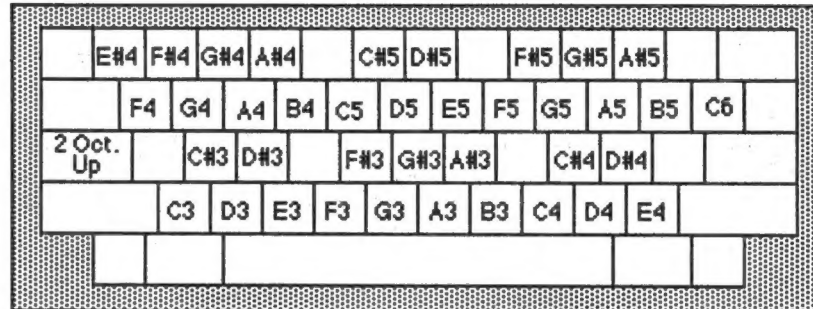 E#4 F#4 G#4 A#4 C#5 D#5 F#5 G#5 A#5
F4 G4 A4 B4 C5 D5 E5 F5 G5 A5 B5 C6
2 Oct.
Up C#3 D#3 F#3 G#3 A#3 C#4 D#4
C3 D3 E3 F3 G3 A3 B3 C4 D4 E4